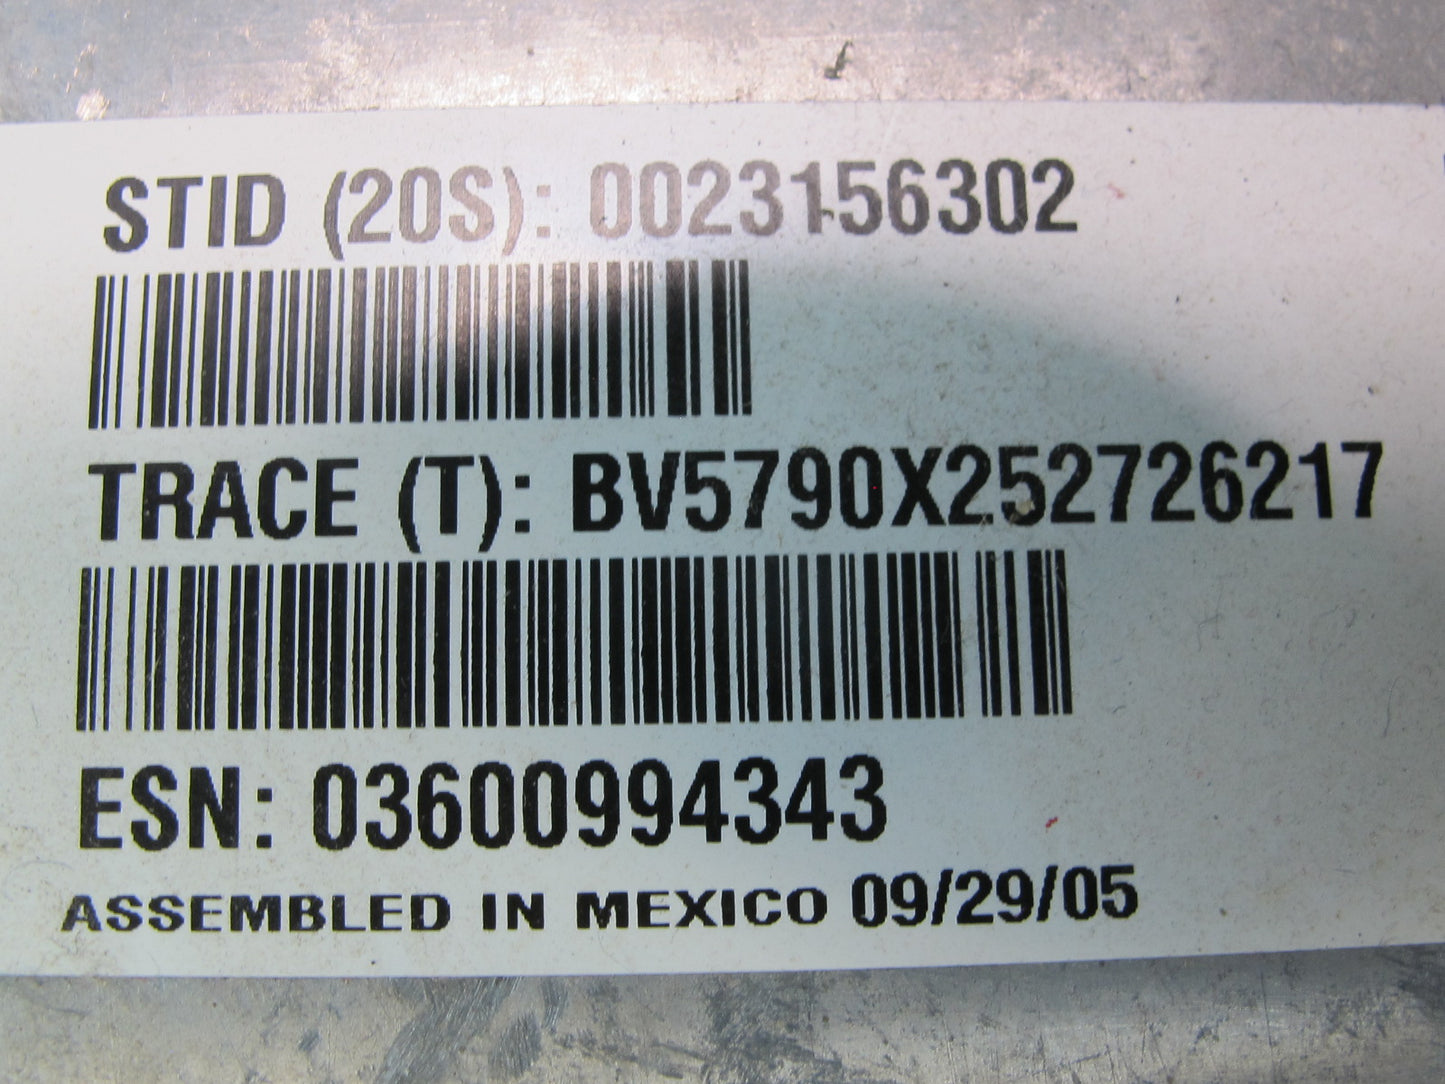 STID (20S): 0023156302
TRACE (T): BV5790X252726217
ESN: 03600994343
ASSEMBLED IN MEXICO 09/29/05